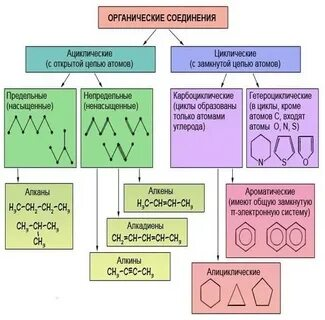 ОРГАНИЧЕСКИЕ СОЕДИНЕНИЯ
Ациклические
(с открытой цепью атомов)
Циклические
(с замкнутой цепью атомов)
Предельные
(насыщенные)
Непредельные
(ненасыщенные)
Карбоциклические
(циклы образованы
только атомами
углерода)
Гетероциклические
(в циклы, кроме
атомов C, входят
атомы O, N, S)
N
S
O
Алканы
H₃C–CH₂–CH₂–CH₃
CH₃–CH–CH₃
CH₃
Алкены
H₃C–CH=CH–CH₃
Алкадиены
CH₂=CH–CH=CH–CH₃
Алкины
CH₃–C≡C–CH₃
Ароматические
(имеют общую замкнутую
π-электронную систему)
Алициклические